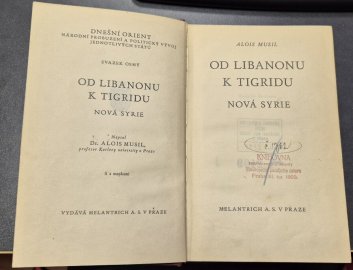 DNEŠNÍ ORIENT
NÁRODNÍ PROBUZENÍ A POLITICKÝ VÝVOJ
JEDNOTLIVÝCH STÁTŮ
SVAZEK OSMÝ
OD LIBANONU
K TIGRIDU
NOVÁ SYRIE
Napsal
Dr. ALOIS MUSIL,
profesor Karlovy university v Praze
S 2 mapkami
VYDÁVÁ MELANTRICH A. S. V PRAZE
ALOIS MUSIL
OD LIBANONU
K TIGRIDU
NOVÁ SYRIE
KNIHOVNA
MELANTRICH A. S. V PRAZE